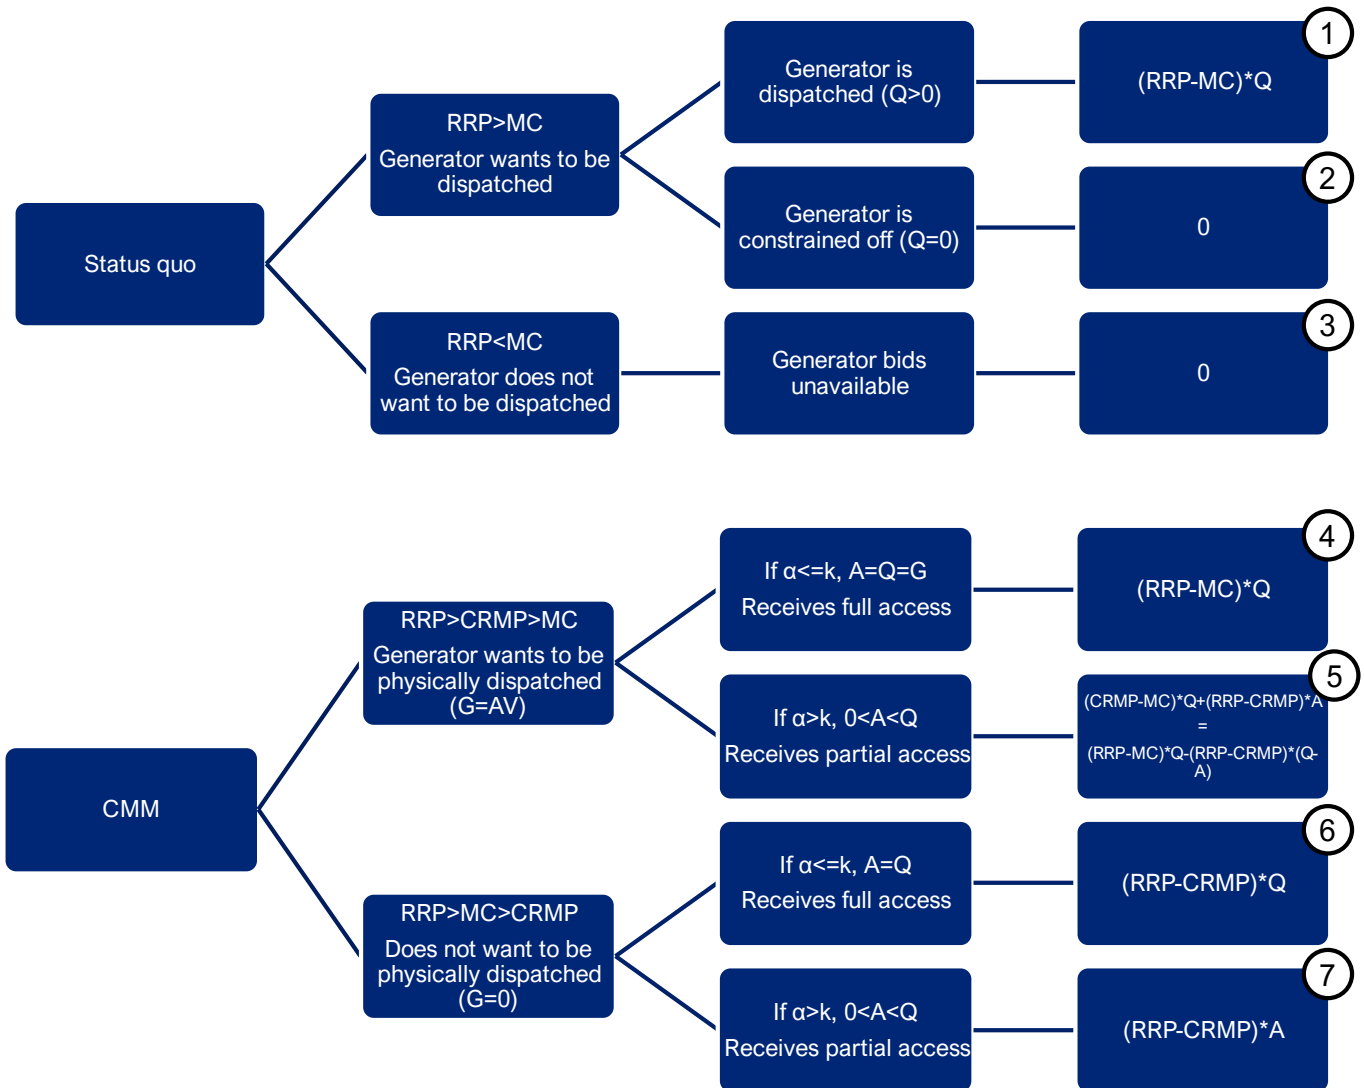 Status quo
RRP>MC
Generator wants to be
dispatched
Generator is
dispatched (Q>0)
(RRP-MC)*Q
1
Generator is
constrained off (Q=0)
0
2
RRP<MC
Generator does not
want to be dispatched
Generator bids
unavailable
0
3
CMM
RRP>CRMP>MC
Generator wants to be
physically dispatched
(G=AV)
If α<=k, A=Q=G
Receives full access
(RRP-MC)*Q
4
If α>k, 0<A<Q
Receives partial access
(CRMP-MC)*Q+(RRP-CRMP)*A
=
(RRP-MC)*Q-(RRP-CRMP)*(Q-
A)
5
RRP>MC>CRMP
Does not want to be
physically dispatched
(G=0)
If α<=k, A=Q
Receives full access
(RRP-CRMP)*Q
6
If α>k, 0<A<Q
Receives partial access
(RRP-CRMP)*A
7